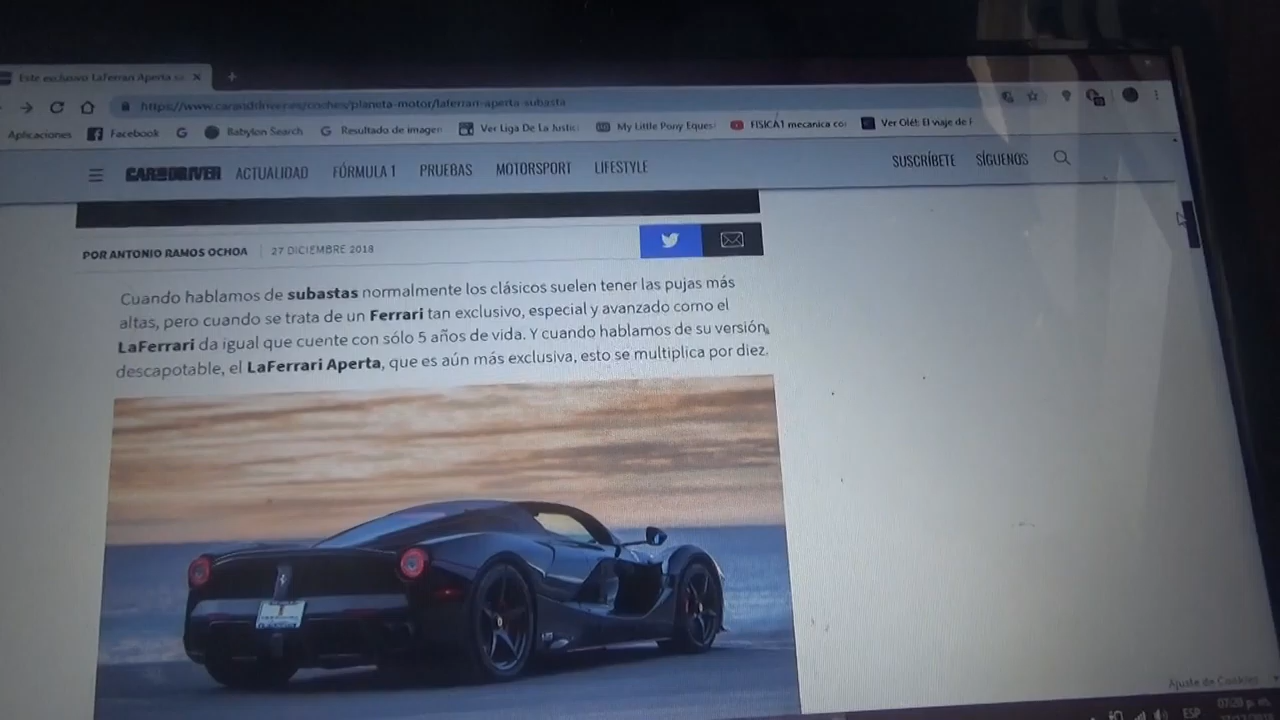 Este exclusivo LaFerrari Aperta se
https://www.caranddriver.es/coches/planeta-motor/laferrari-aperta-subasta
Aplicaciones Facebook Babylon Search Resultado de imagen Ver Liga De La Justic My Little Pony Eques FISICA1 mecanica co Ver Olé: El viaje de F
CAR AND DRIVER ACTUALIDAD FÓRMULA 1 PRUEBAS MOTORSPORT LIFESTYLE SUSCRÍBETE SÍGUENOS
POR ANTONIO RAMOS OCHOA 27 DICIEMBRE 2018
Cuando hablamos de subastas normalmente los clásicos suelen tener las pujas más
altas, pero cuando se trata de un Ferrari tan exclusivo, especial y avanzado como el
LaFerrari da igual que cuente con sólo 5 años de vida. Y cuando hablamos de su versión
descapotable, el LaFerrari Aperta, que es aún más exclusiva, esto se multiplica por diez.
Ajuste de Cookies
ESP 07:20 p. m.